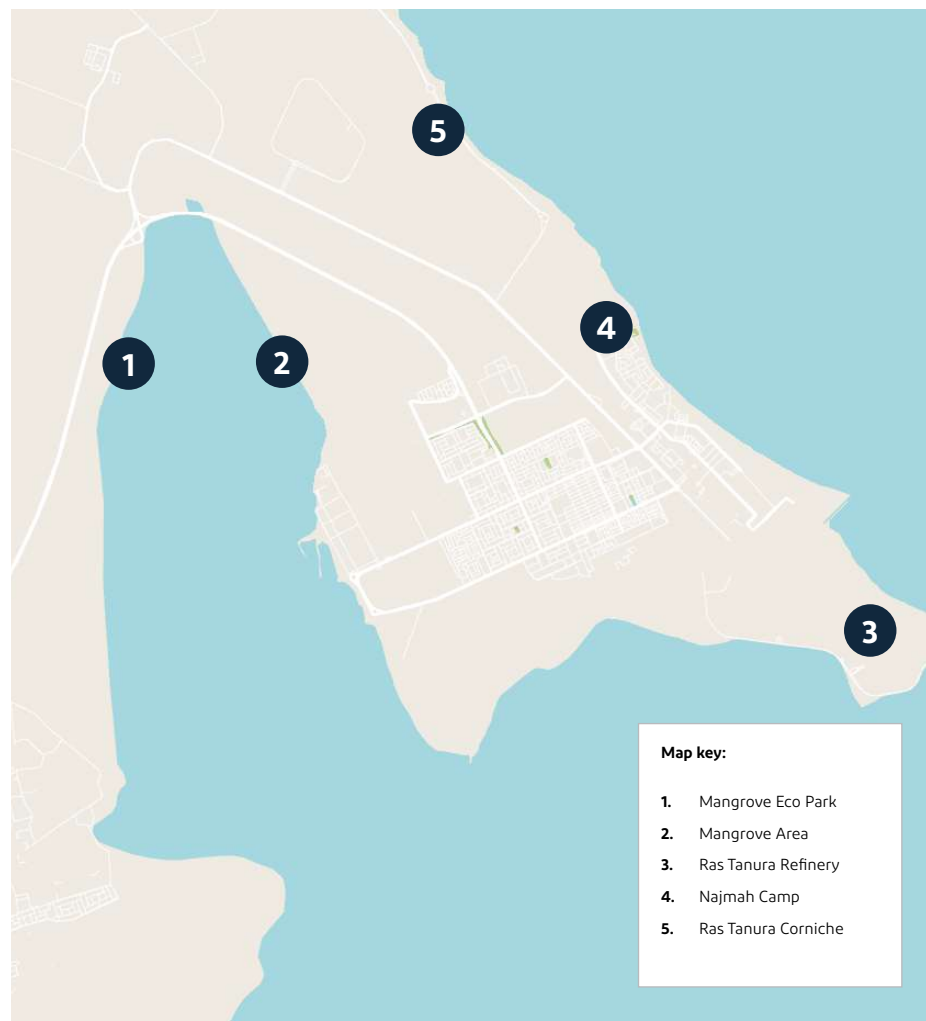 5
4
1
2
3
Map key:
1. Mangrove Eco Park
2. Mangrove Area
3. Ras Tanura Refinery
4. Najmah Camp
5. Ras Tanura Corniche